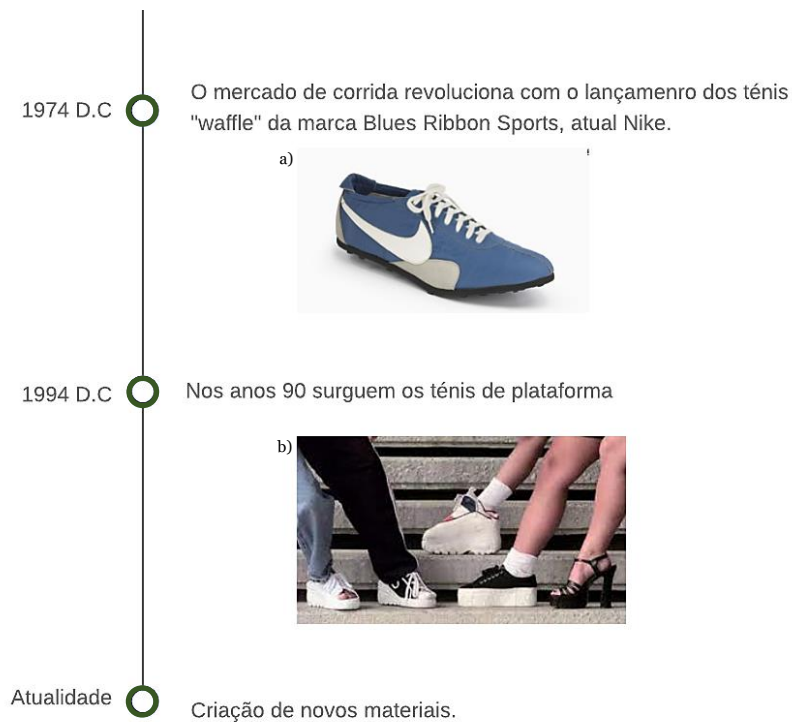 1974 D.C
O mercado de corrida revoluciona com o lançamenro dos ténis
"waffle" da marca Blues Ribbon Sports, atual Nike.
a)
1994 D.C
Nos anos 90 surguem os ténis de plataforma
b)
Atualidade
Criação de novos materiais.